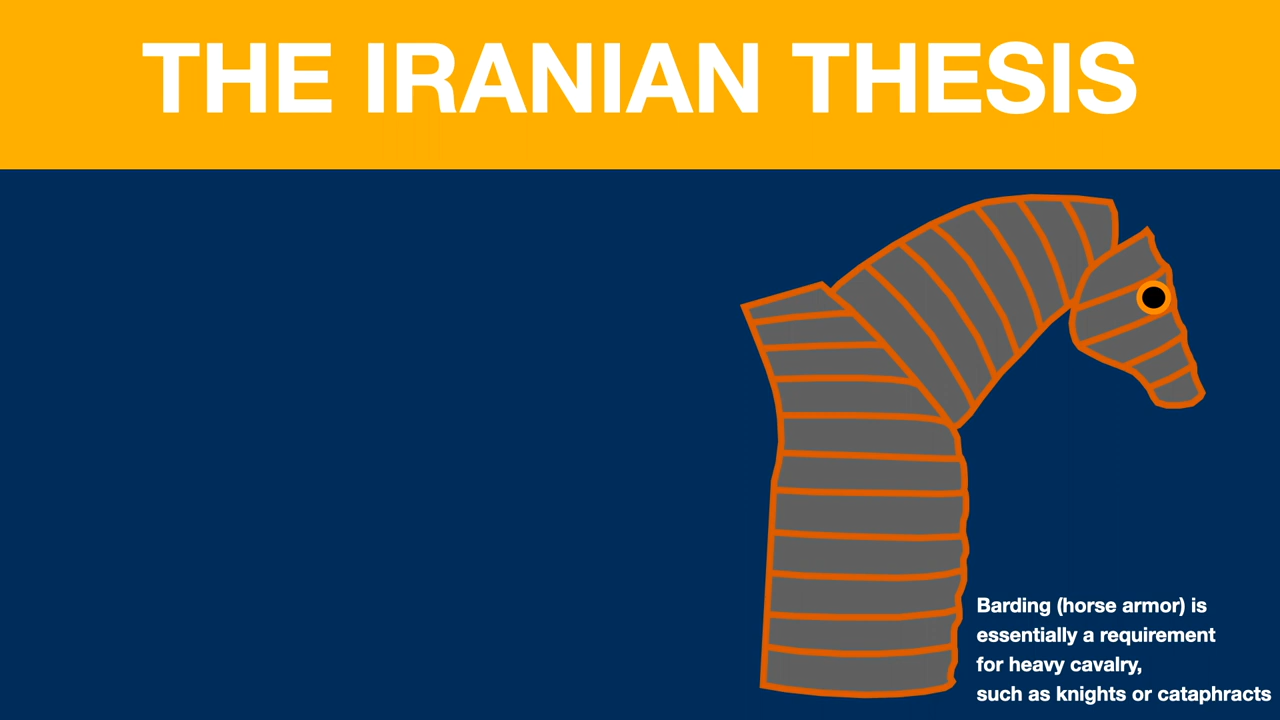 THE IRANIAN THESIS
Barding (horse armor) is
essentially a requirement
for heavy cavalry,
such as knights or cataphracts